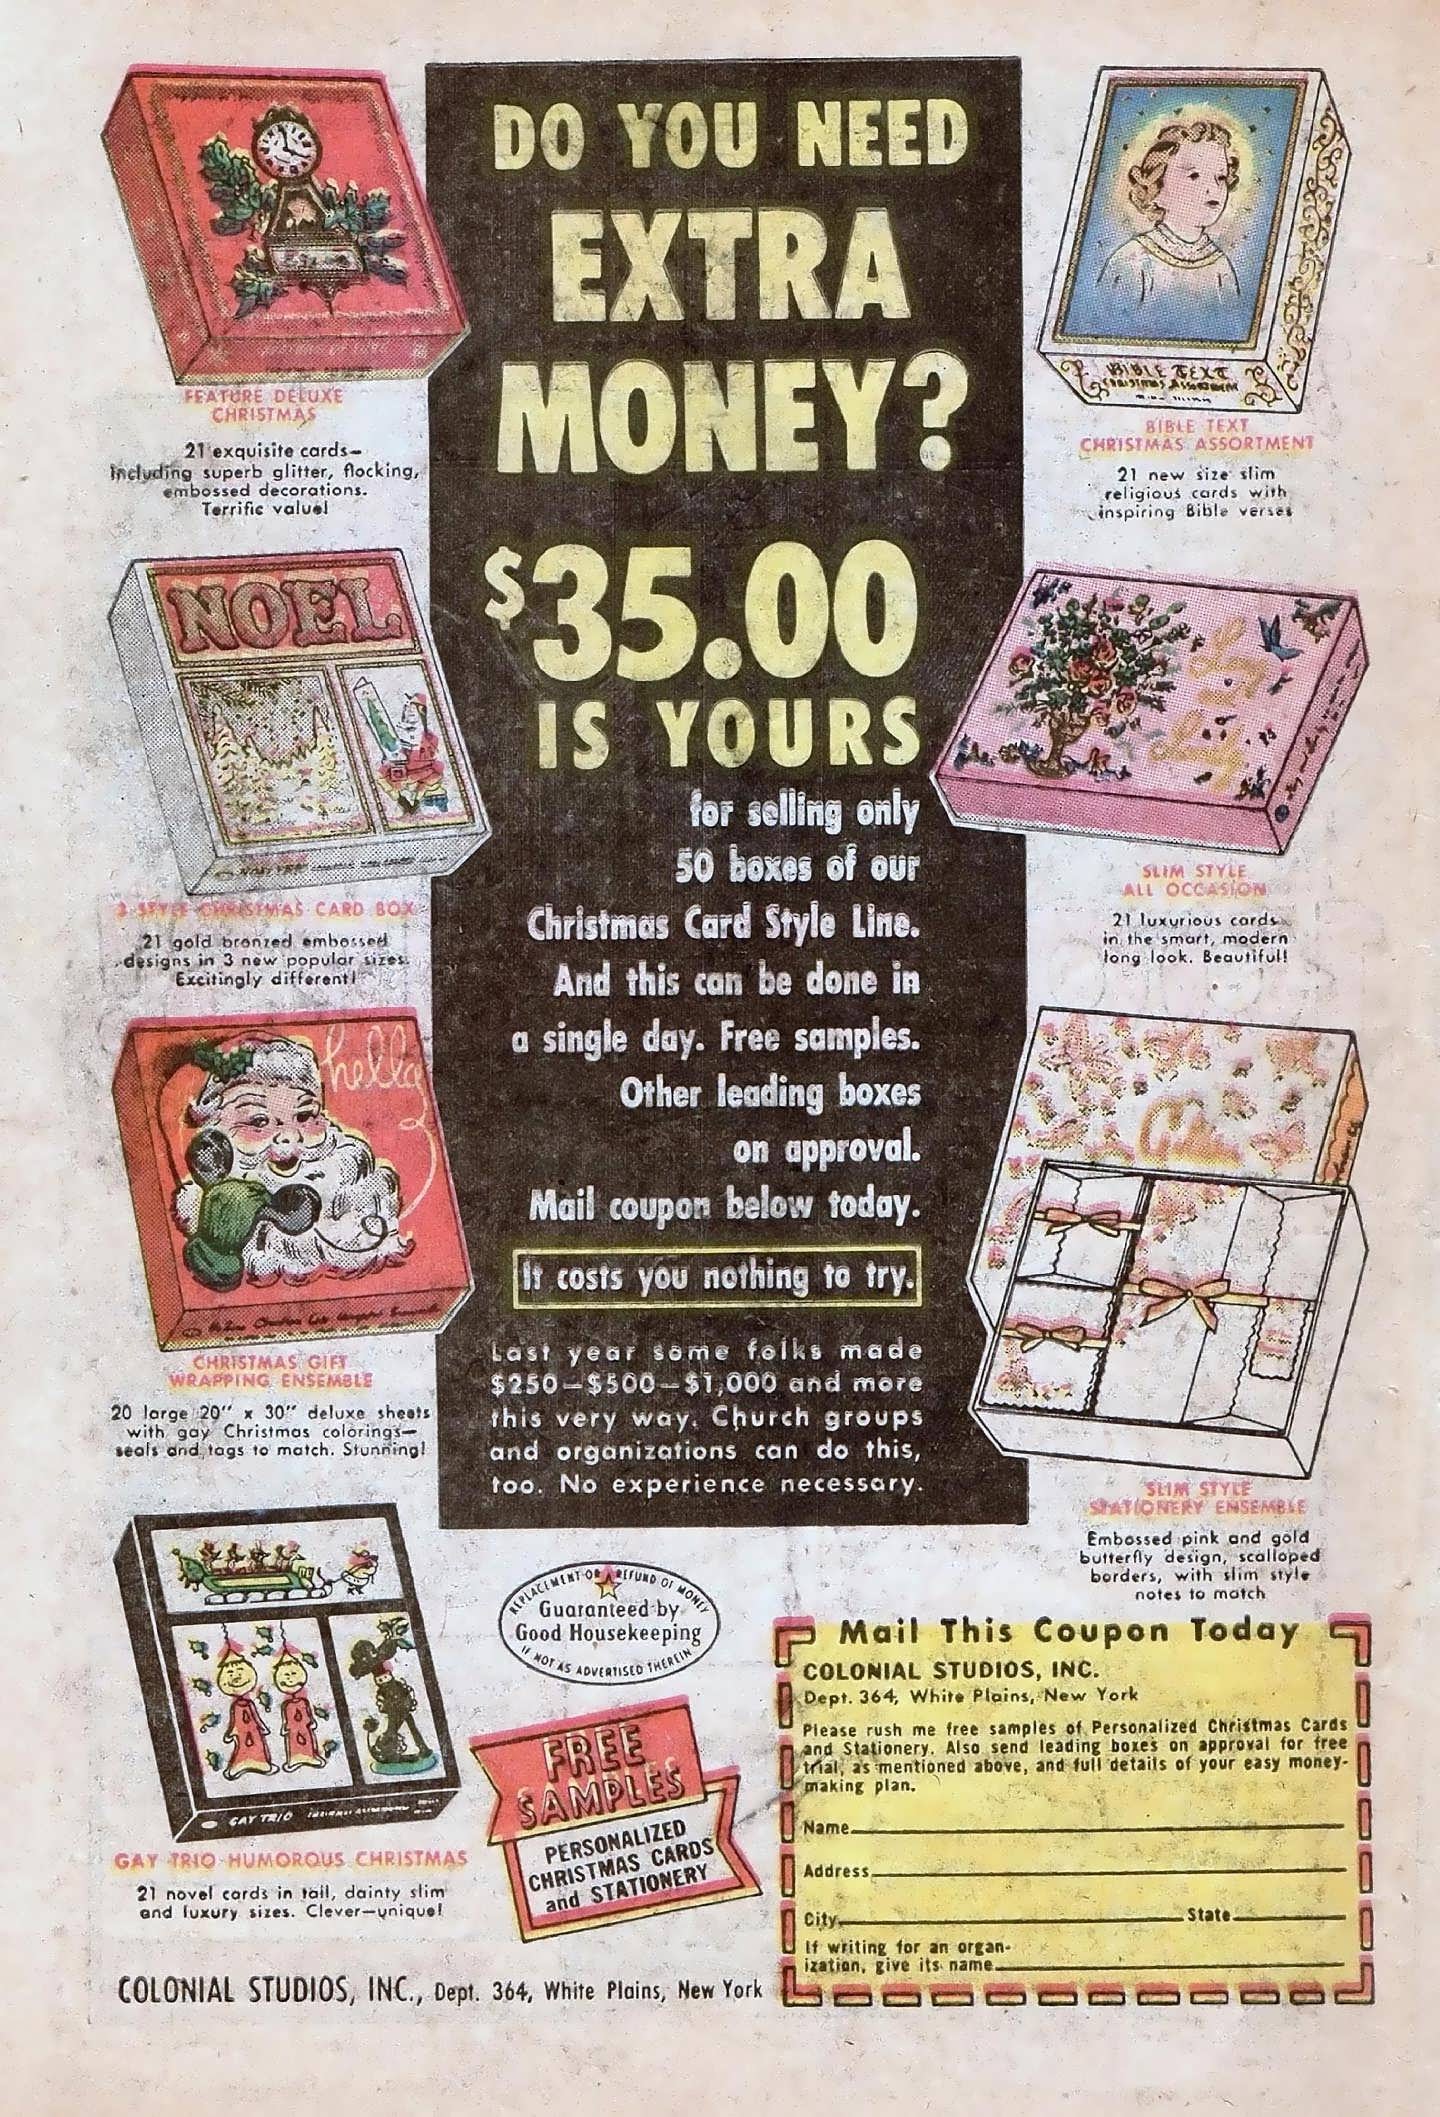 DO YOU NEED
EXTRA
MONEY?
$35.00
IS YOURS
for selling only
50 boxes of our
Christmas Card Style Line.
And this can be done in
a single day. Free samples.
Other leading boxes
on approval.
Mail coupon below today.
It costs you nothing to try.
Last year some folks made
$250—$500—$1,000 and more
this very way. Church groups
and organizations can do this,
too. No experience necessary.
FEATURE DELUXE
CHRISTMAS
21 exquisite cards—
Including superb glitter, flocking,
embossed decorations.
Terrific value!
NOEL
3 STYLE CHRISTMAS CARD BOX
21 gold bronzed embossed
designs in 3 new popular sizes.
Excitingly different!
hello
CHRISTMAS GIFT
WRAPPING ENSEMBLE
20 large 20" x 30" deluxe sheets
with gay Christmas colorings—
seals and tags to match. Stunning!
GAY TRIO
GAY TRIO HUMOROUS CHRISTMAS
21 novel cards in tall, dainty slim
and luxury sizes. Clever—unique!
BIBLE TEXT
CHRISTMAS ASSORTMENT
BIBLE TEXT
CHRISTMAS ASSORTMENT
21 new size slim
religious cards with
inspiring Bible verses
SLIM STYLE
ALL OCCASION
21 luxurious cards
in the smart, modern
long look. Beautiful!
SLIM STYLE
STATIONERY ENSEMBLE
Embossed pink and gold
butterfly design, scalloped
borders, with slim style
notes to match
REPLACEMENT OR REFUND OF MONEY
Guaranteed by
Good Housekeeping
IF NOT AS ADVERTISED THEREIN
FREE
SAMPLES
PERSONALIZED
CHRISTMAS CARDS
and STATIONERY
COLONIAL STUDIOS, INC., Dept. 364, White Plains, New York
Mail This Coupon Today
COLONIAL STUDIOS, INC.
Dept. 364, White Plains, New York
Please rush me free samples of Personalized Christmas Cards
and Stationery. Also send leading boxes on approval for free
trial, as mentioned above, and full details of your easy money-
making plan.
Name
Address
City State
If writing for an organ-
ization, give its name